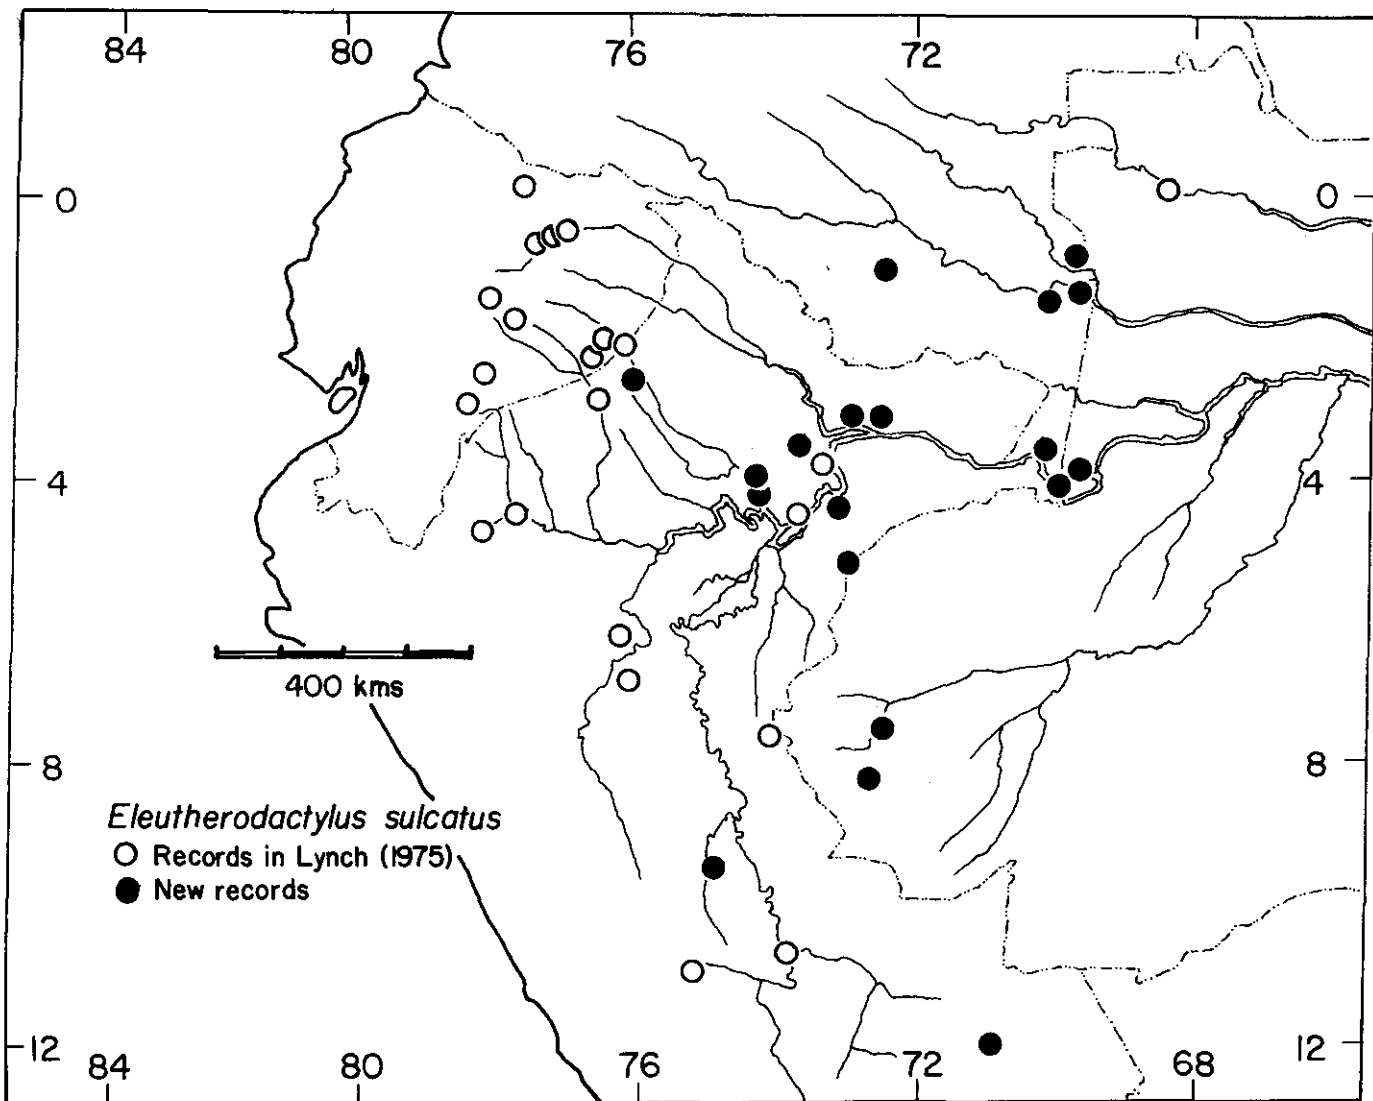 84 80 76 72
0 0
4 4
400 kms
8 8
Eleutherodactylus sulcatus
Records in Lynch (1975)
New records
12 12
84 80 76 72 68